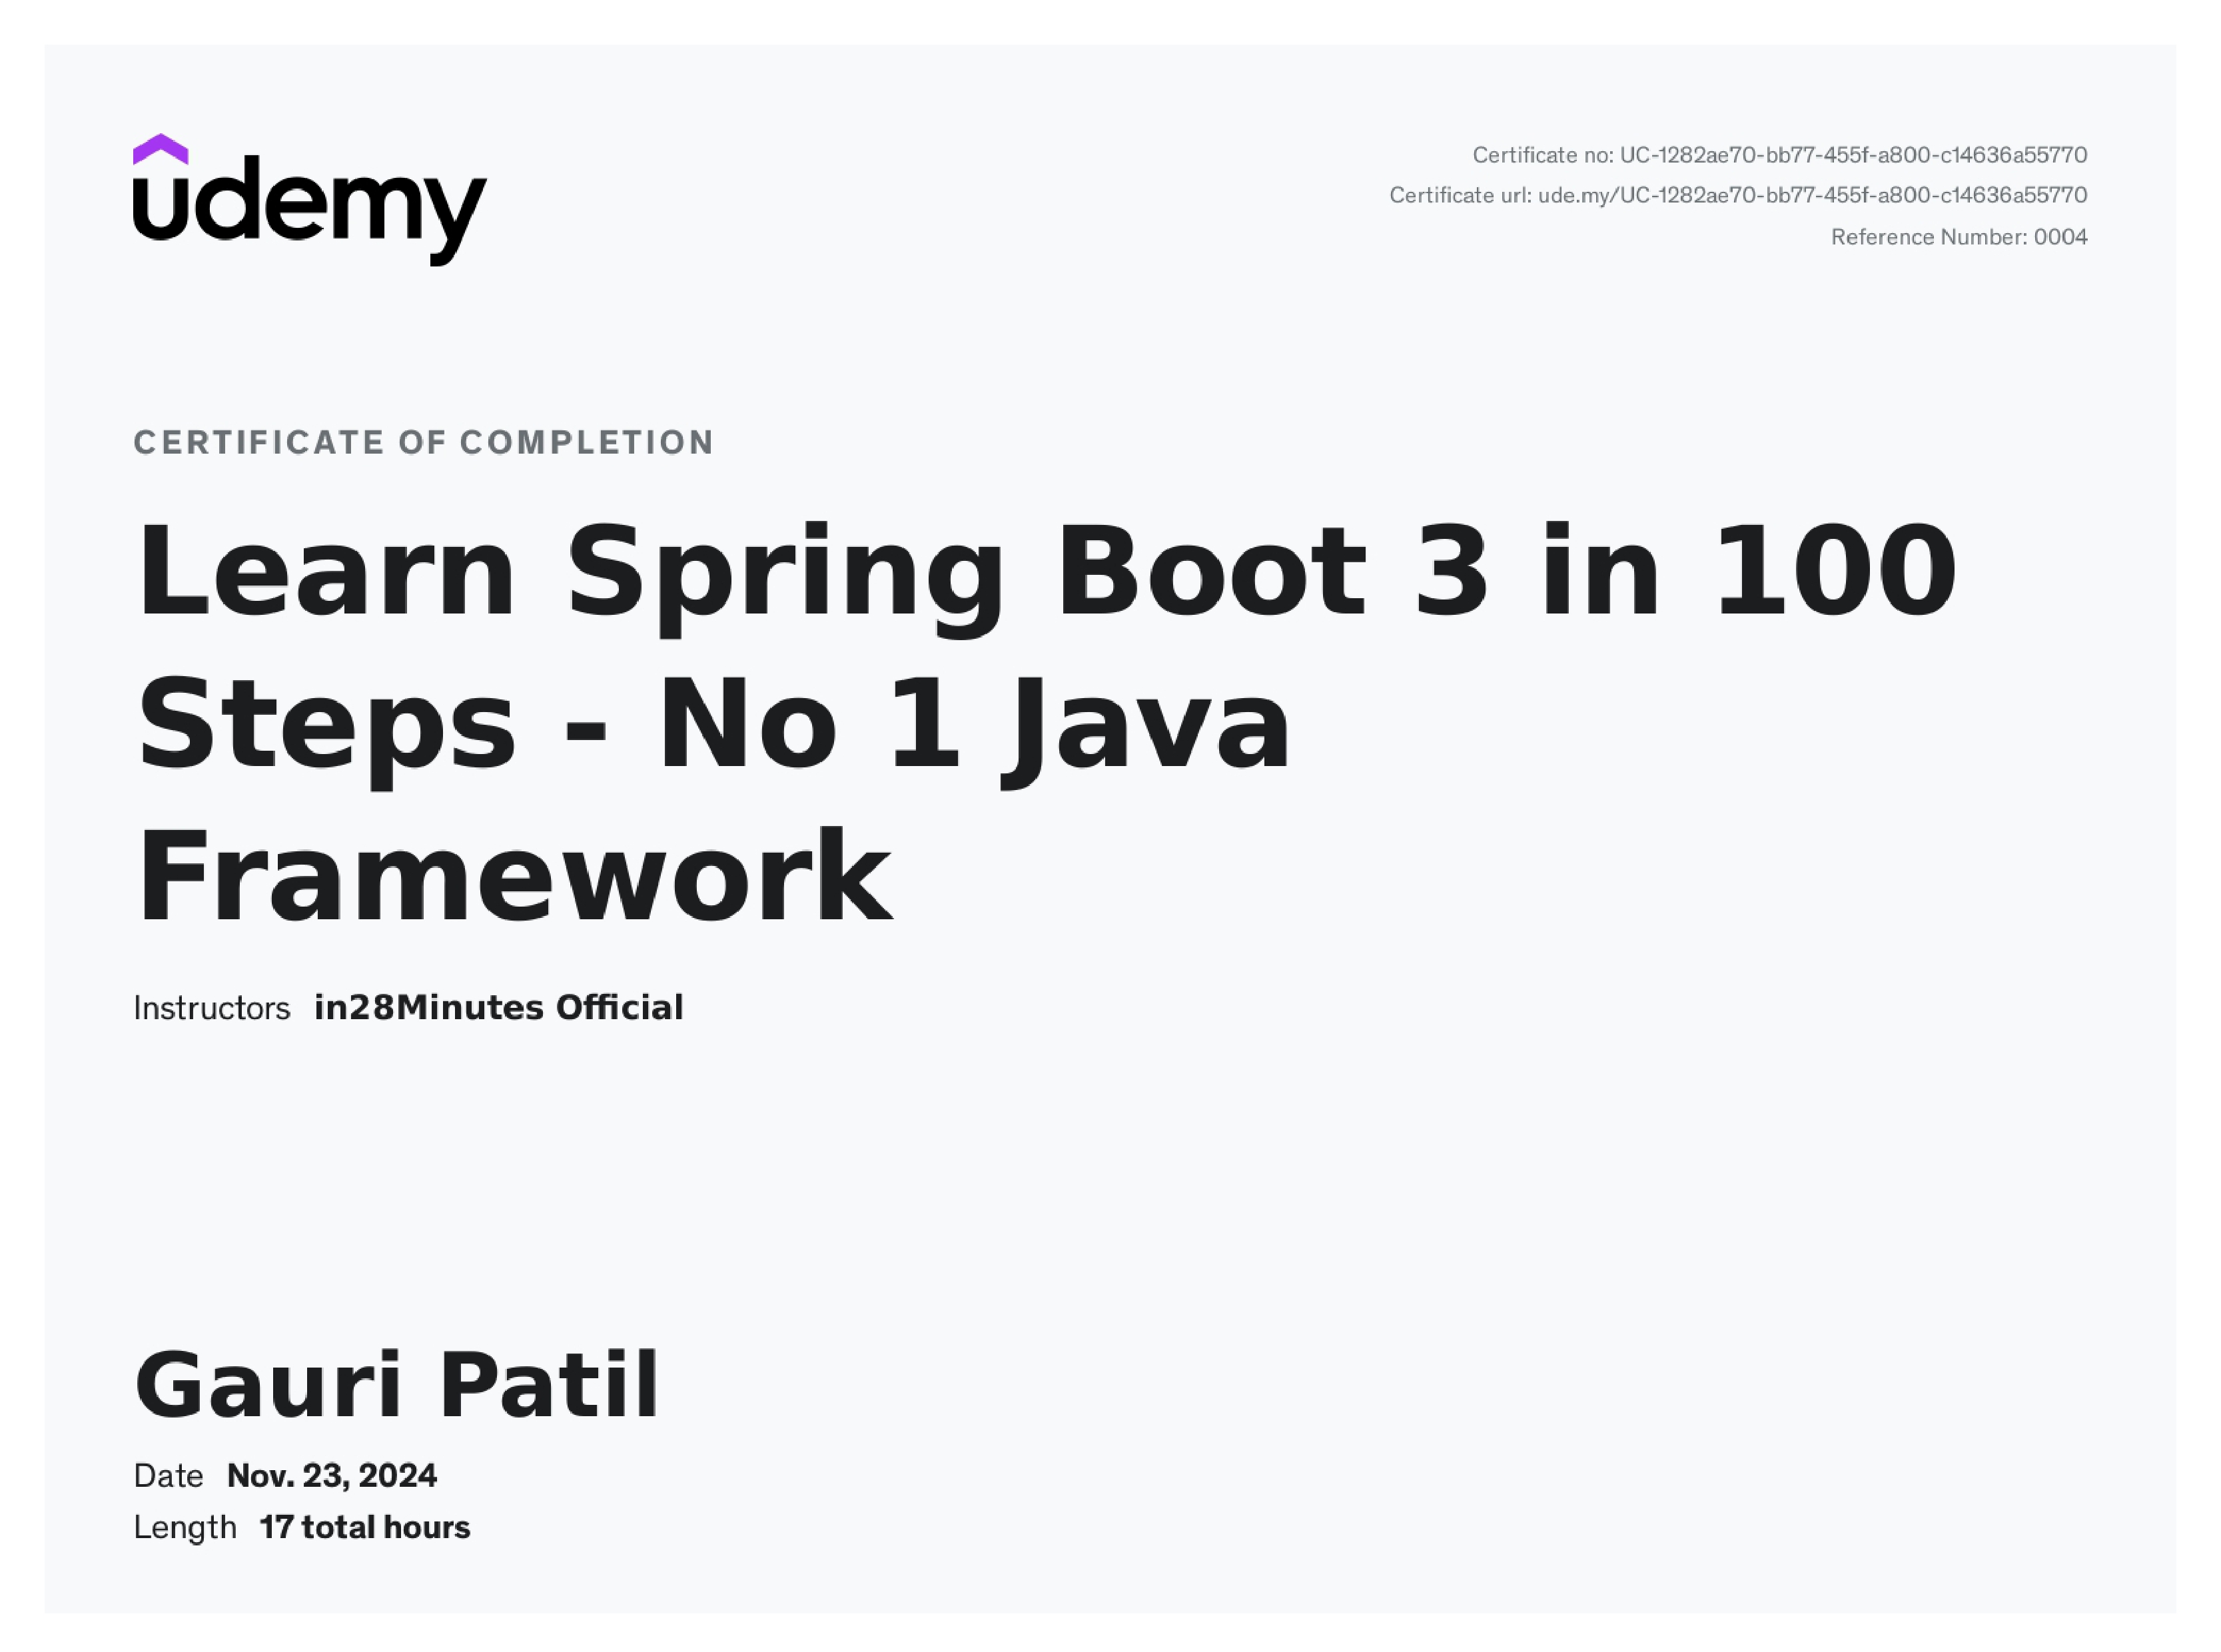 udemy
Certificate no: UC-1282ae70-bb77-455f-a800-c14636a55770
Certificate url: ude.my/UC-1282ae70-bb77-455f-a800-c14636a55770
Reference Number: 0004
CERTIFICATE OF COMPLETION
Learn Spring Boot 3 in 100
Steps - No 1 Java
Framework
Instructors in28Minutes Official
Gauri Patil
Date Nov. 23, 2024
Length 17 total hours